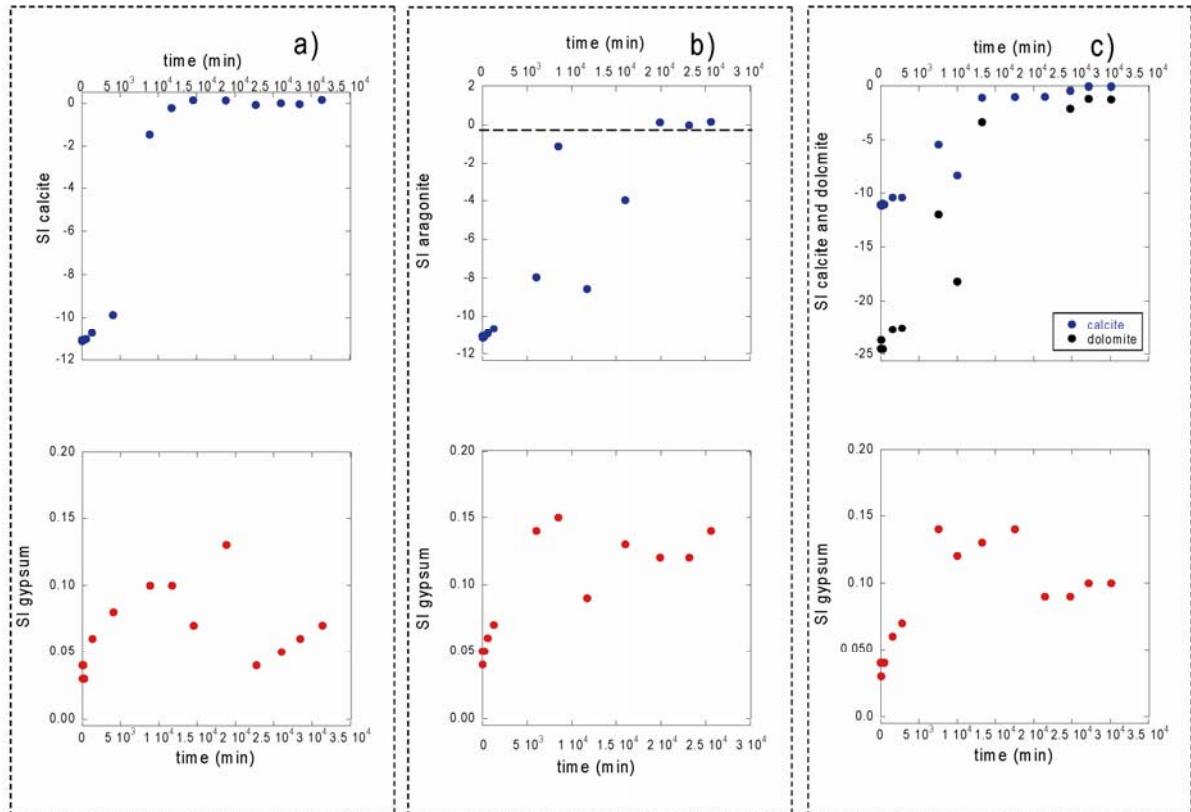 a)
time (min)
0 5 10³ 1 10⁴ 1.5 10⁴ 2 10⁴ 2.5 10⁴ 3 10⁴ 3.5 10⁴
0
-2
-4
-6
-8
-10
-12
SI calcite
0.20
0.15
0.10
0.05
0.00
SI gypsum
0 5 10³ 1 10⁴ 1.5 10⁴ 2 10⁴ 2.5 10⁴ 3 10⁴ 3.5 10⁴
time (min)
b)
time (min)
0 5 10³ 1 10⁴ 1.5 10⁴ 2 10⁴ 2.5 10⁴ 3 10⁴
2
0
-2
-4
-6
-8
-10
-12
SI aragonite
0.20
0.15
0.10
0.05
0.00
SI gypsum
0 5 10³ 1 10⁴ 1.5 10⁴ 2 10⁴ 2.5 10⁴ 3 10⁴
time (min)
c)
time (min)
0 5 10³ 1 10⁴ 1.5 10⁴ 2 10⁴ 2.5 10⁴ 3 10⁴ 3.5 10⁴
0
-5
-10
-15
-20
-25
SI calcite and dolomite
calcite
dolomite
0.20
0.15
0.10
0.050
0.0
SI gypsum
0 5 10³ 1 10⁴ 1.5 10⁴ 2 10⁴ 2.5 10⁴ 3 10⁴ 3.5 10⁴
time (min)